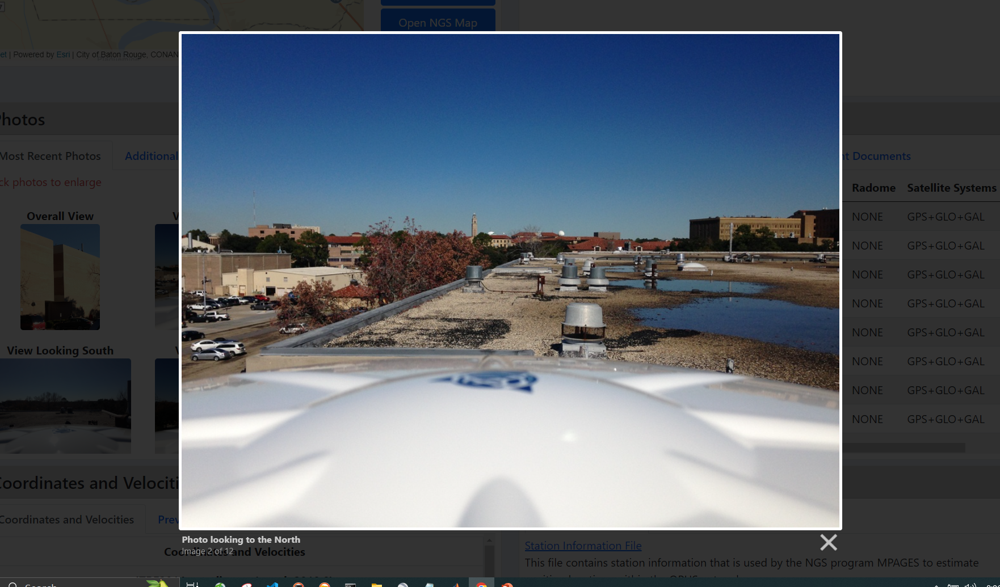 Open NGS Map
et | Powered by Esri | City of Baton Rouge, CONAN
Photos
Most Recent Photos
Additional
nt Documents
ck photos to enlarge
Radome Satellite Systems
Overall View
V
NONE GPS+GLO+GAL
NONE GPS+GLO+GAL
NONE GPS+GLO+GAL
NONE GPS+GLO+GAL
NONE GPS+GLO+GAL
View Looking South
V
NONE GPS+GLO+GAL
NONE GPS+GLO+GAL
NONE GPS+GLO+GAL
Coordinates and Velociti
Coordinates and Velocities
Prev
Photo looking to the North
Image 2 of 12
Coordinates and Velocities
Station Information File
This file contains station information that is used by the NGS program MPAGES to estimate
Search